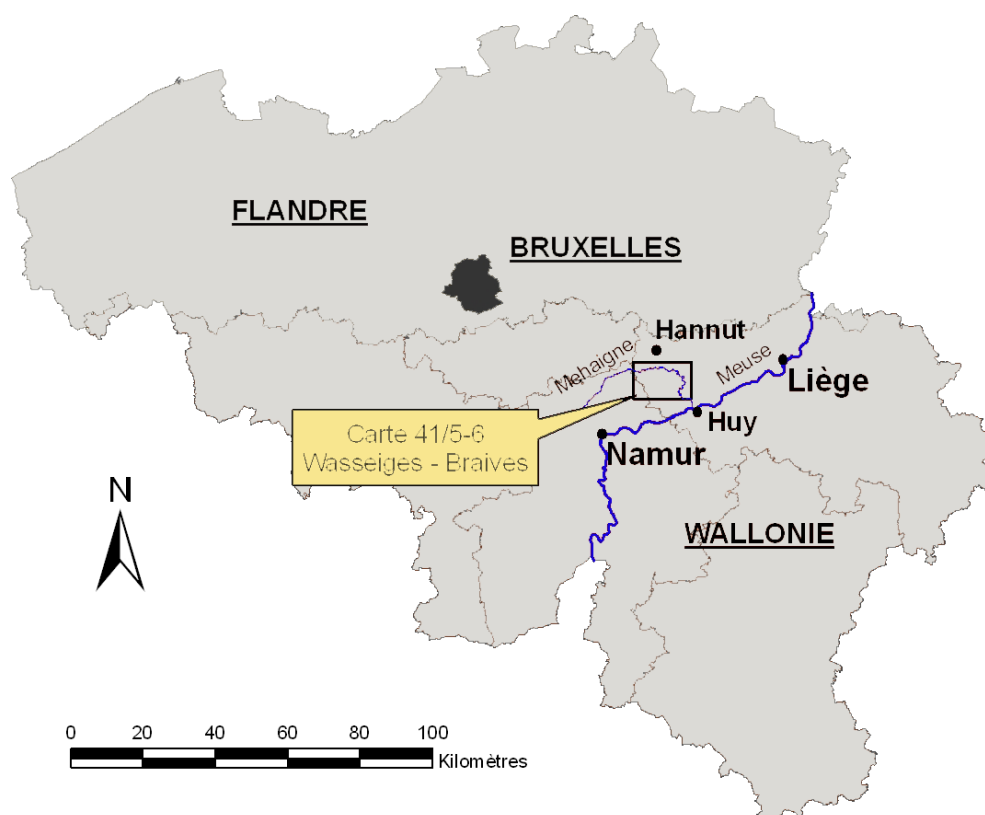 FLANDRE
BRUXELLES
Hannut
Mehaigne
Meuse
Liège
Carte 41/5-6
Wasseiges - Braives
Huy
Namur
N
WALLONIE
0 20 40 60 80 100
Kilomètres